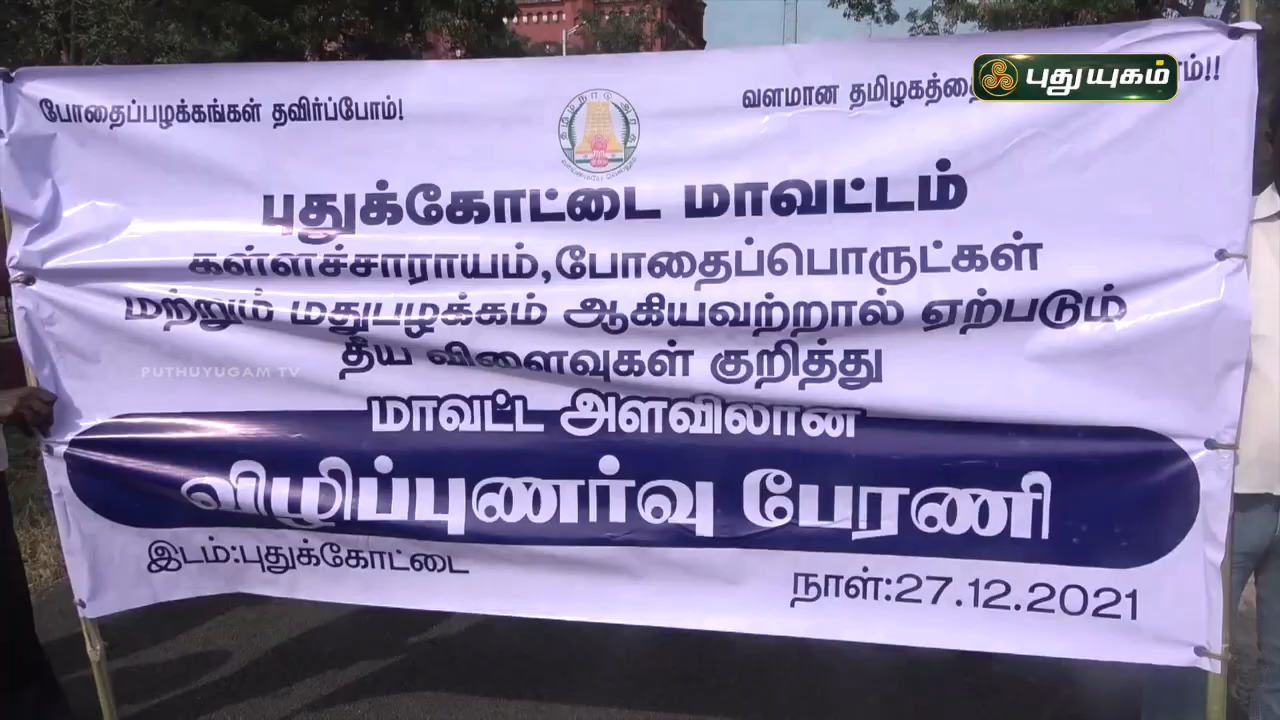 போதைப்பழக்கங்கள் தவிர்ப்போம்!
வளமான தமிழகத்தை
புதுயுகம்
புதுக்கோட்டை மாவட்டம்
கள்ளச்சாராயம்,போதைப்பொருட்கள்
மற்றும் மதுபழக்கம் ஆகியவற்றால் ஏற்படும்
தீய விளைவுகள் குறித்து
PUTHUYUGAM TV
மாவட்ட அளவிலான
விழிப்புணர்வு பேரணி
இடம்:புதுக்கோட்டை
நாள்:27.12.2021